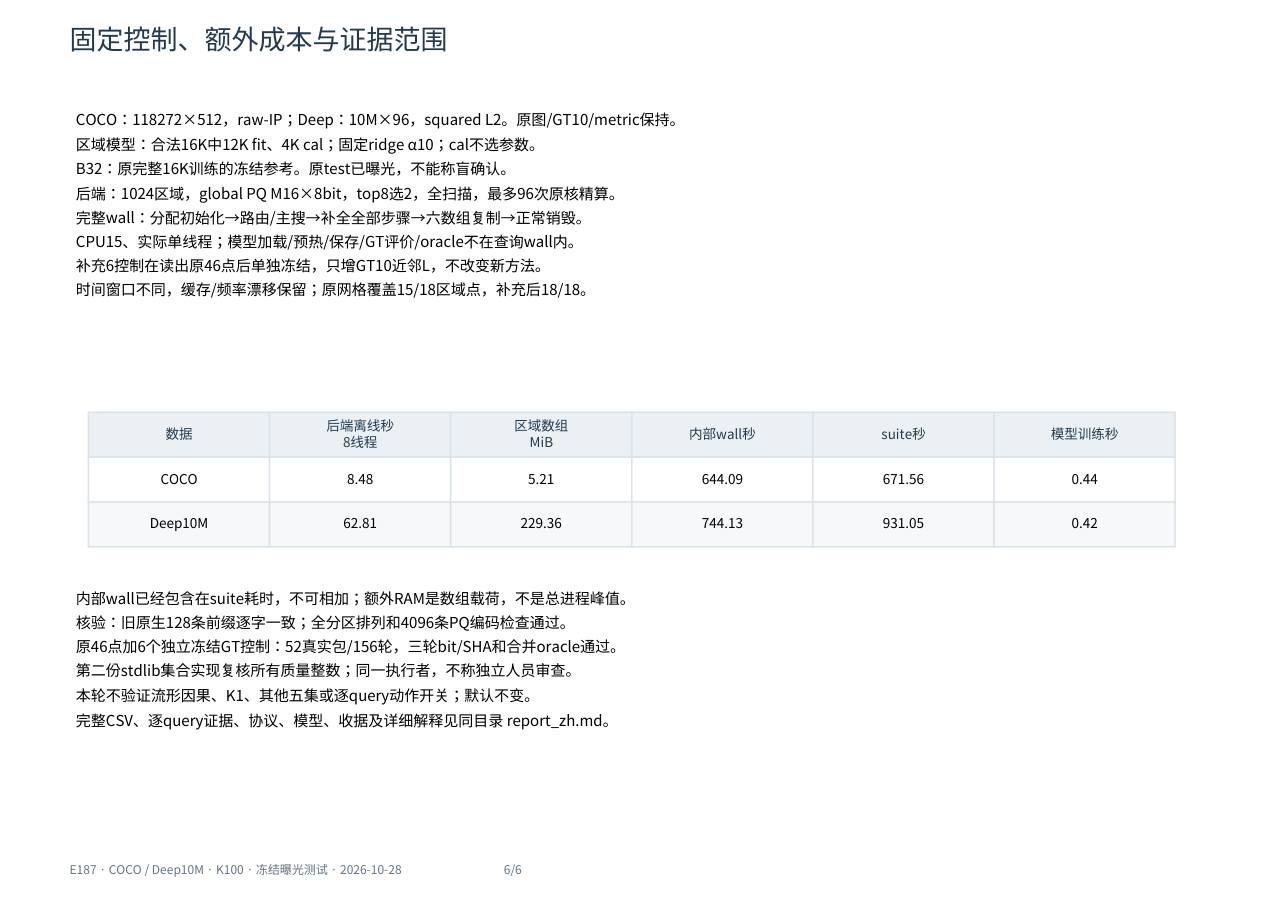 固定控制、额外成本与证据范围
COCO：118272×512，raw-IP；Deep：10M×96，squared L2。原图/GT10/metric保持。
区域模型：合法16K中12K fit、4K cal；固定ridge α10；cal不选参数。
B32：原完整16K训练的冻结参考。原test已曝光，不能称盲确认。
后端：1024区域，global PQ M16×8bit，top8选2，全扫描，最多96次原核精算。
完整wall：分配初始化→路由/主搜→补全全部步骤→六数组复制→正常销毁。
CPU15、实际单线程；模型加载/预热/保存/GT评价/oracle不在查询wall内。
补充6控制在读出原46点后单独冻结，只增GT10近邻L，不改变新方法。
时间窗口不同，缓存/频率漂移保留；原网格覆盖15/18区域点，补充后18/18。
数据 后端离线秒 8线程 区域数组 MiB 内部wall秒 suite秒 模型训练秒
COCO 8.48 5.21 644.09 671.56 0.44
Deep10M 62.81 229.36 744.13 931.05 0.42
内部wall已经包含在suite耗时，不可相加；额外RAM是数组载荷，不是总进程峰值。
核验：旧原生128条前缀逐字一致；全分区排列和4096条PQ编码检查通过。
原46点加6个独立冻结GT控制：52真实包/156轮，三轮bit/SHA和合并oracle通过。
第二份stdlib集合实现复核所有质量整数；同一执行者，不称独立人员审查。
本轮不验证流形因果、K1、其他五集或逐query动作开关；默认不变。
完整CSV、逐query证据、协议、模型、收据及详细解释见同目录 report_zh.md。
E187 · COCO / Deep10M · K100 · 冻结曝光测试 · 2026-10-28 6/6